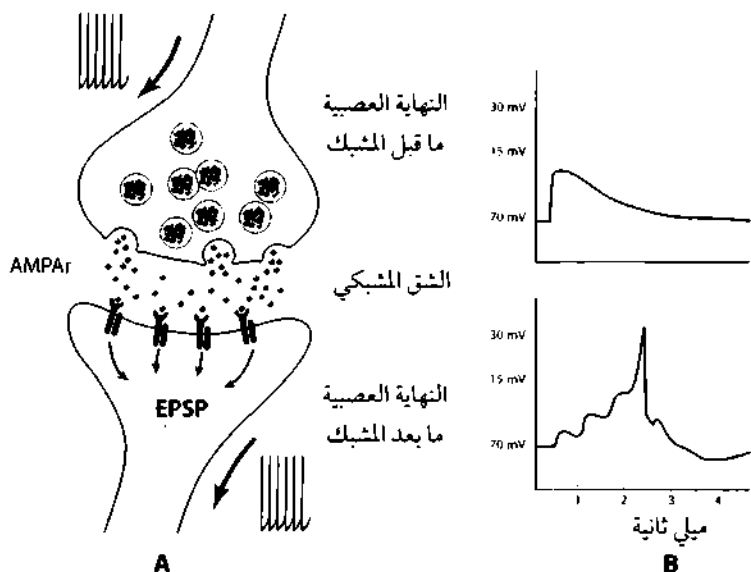 النهاية العصبية
ما قبل المشبك
AMPAr
الشق المشبكي
EPSP
النهاية العصبية
ما بعد المشبك
A
30 mV
15 mV
70 mV
30 mV
15 mV
70 mV
1 2 3 4
ميلي ثانية
B